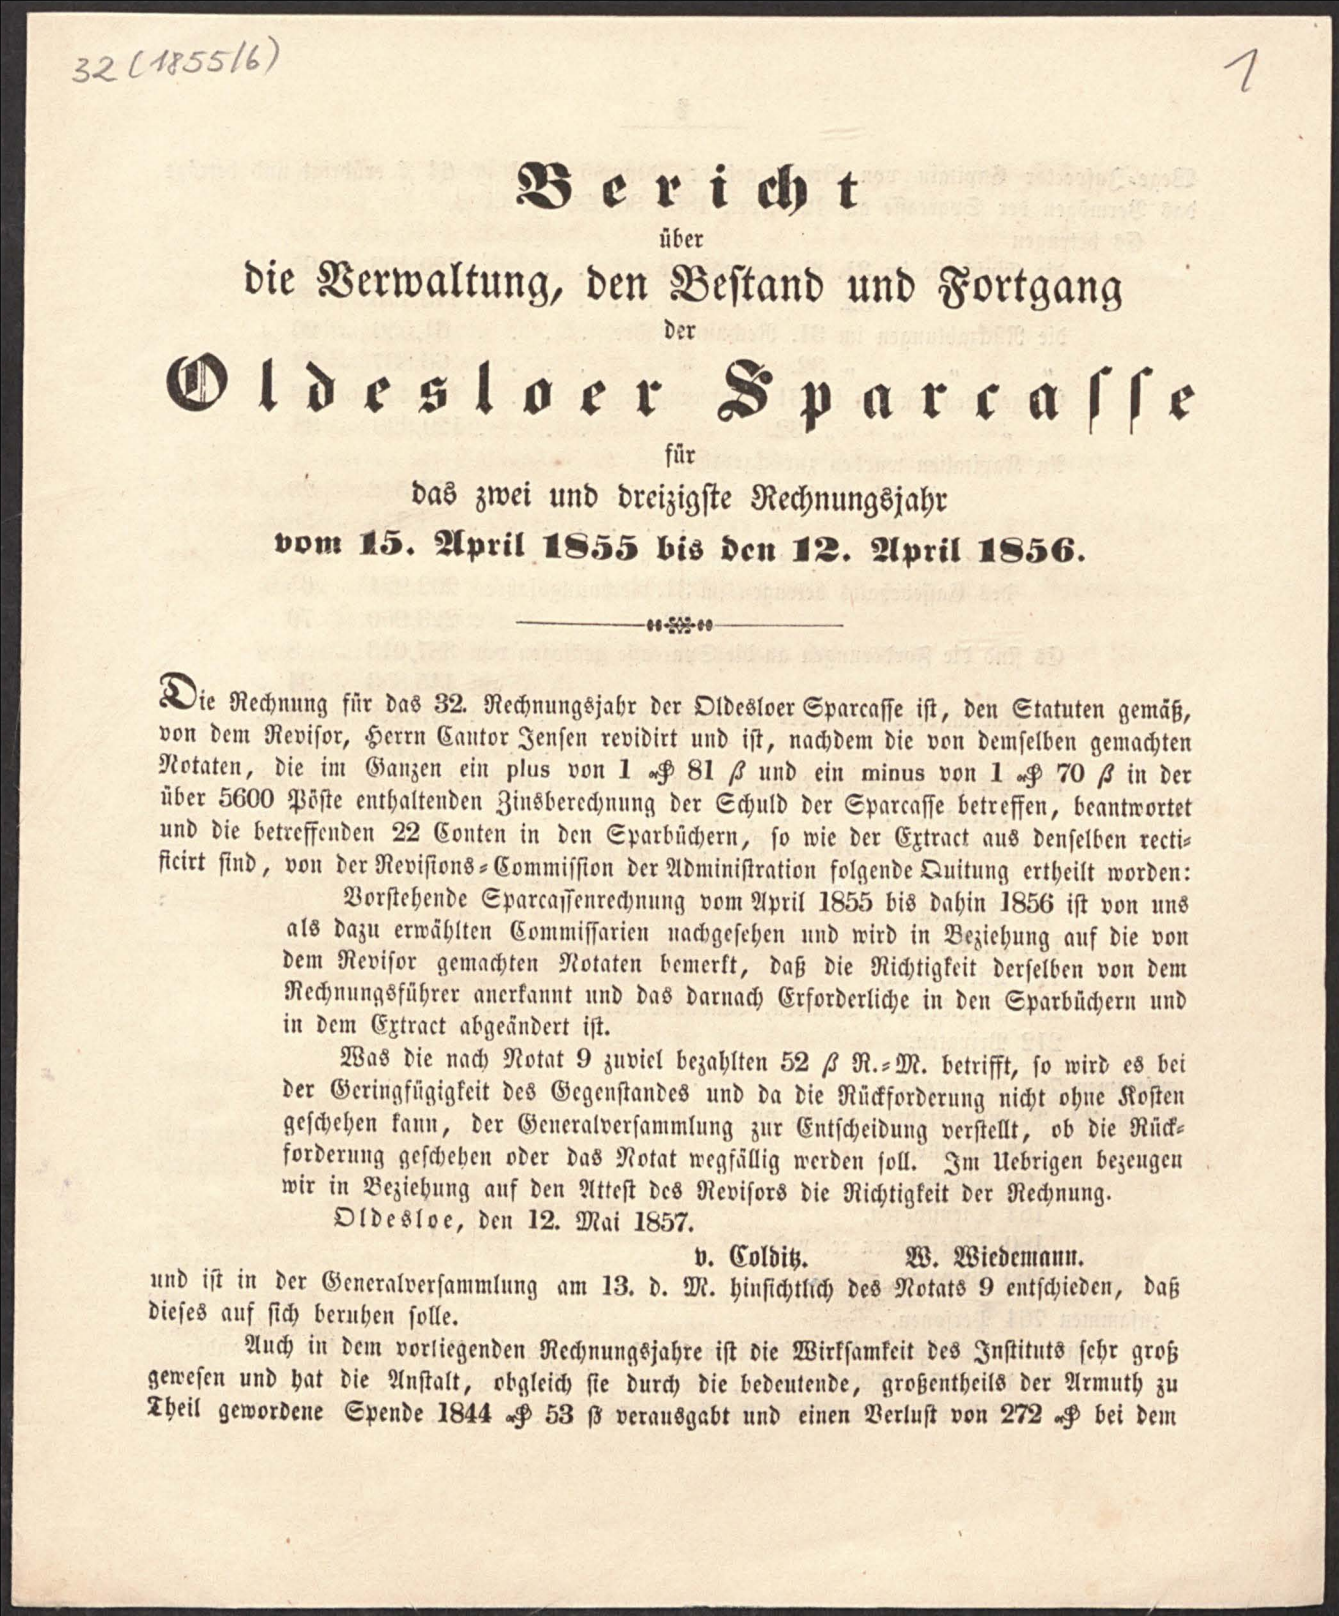 32 (1855/6)
1
Bericht
über
die Verwaltung, den Bestand und Fortgang
der
Oldesloer Sparcasse
für
das zwei und dreizigste Rechnungsjahr
vom 15. April 1855 bis den 12. April 1856.
Die Rechnung für das 32. Rechnungsjahr der Oldesloer Sparcasse ist, den Statuten gemäß,
von dem Revisor, Herrn Cantor Jensen revidirt und ist, nachdem die von demselben gemachten
Notaten, die im Ganzen ein plus von 1 ₰ 81 ß und ein minus von 1 ₰ 70 ß in der
über 5600 Pöste enthaltenden Zinsberechnung der Schuld der Sparcasse betreffen, beantwortet
und die betreffenden 22 Conten in den Sparbüchern, so wie der Extract aus denselben recti-
ficirt sind, von der Revisions-Commission der Administration folgende Quitung ertheilt worden:
Vorstehende Sparcassenrechnung vom April 1855 bis dahin 1856 ist von uns
als dazu erwählten Commissarien nachgesehen und wird in Beziehung auf die von
dem Revisor gemachten Notaten bemerkt, daß die Richtigkeit derselben von dem
Rechnungsführer anerkannt und das darnach Erforderliche in den Sparbüchern und
in dem Extract abgeändert ist.
Was die nach Notat 9 zuviel bezahlten 52 ß R.-M. betrifft, so wird es bei
der Geringfügigkeit des Gegenstandes und da die Rückforderung nicht ohne Kosten
geschehen kann, der Generalversammlung zur Entscheidung verstellt, ob die Rück-
forderung geschehen oder das Notat wegfällig werden soll. Im Uebrigen bezeugen
wir in Beziehung auf den Attest des Revisors die Richtigkeit der Rechnung.
Oldesloe, den 12. Mai 1857.
v. Colditz. W. Wiedemann.
und ist in der Generalversammlung am 13. d. M. hinsichtlich des Notats 9 entschieden, daß
dieses auf sich beruhen solle.
Auch in dem vorliegenden Rechnungsjahre ist die Wirksamkeit des Instituts sehr groß
gewesen und hat die Anstalt, obgleich sie durch die bedeutende, großentheils der Armuth zu
Theil gewordene Spende 1844 ₰ 53 ß verausgabt und einen Verlust von 272 ₰ bei dem